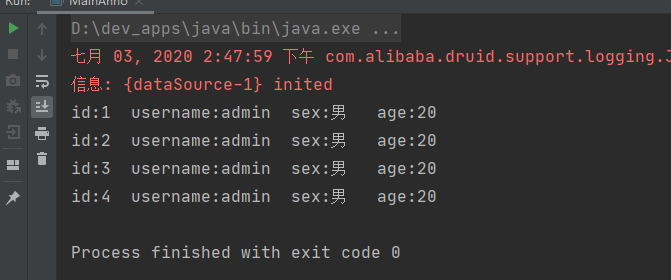 Run: MainAnno ×
D:\dev_apps\java\bin\java.exe ...
七月 03, 2020 2:47:59 下午 com.alibaba.druid.support.logging.J
信息: {dataSource-1} inited
id:1  username:admin  sex:男   age:20
id:2  username:admin  sex:男   age:20
id:3  username:admin  sex:男   age:20
id:4  username:admin  sex:男   age:20
Process finished with exit code 0